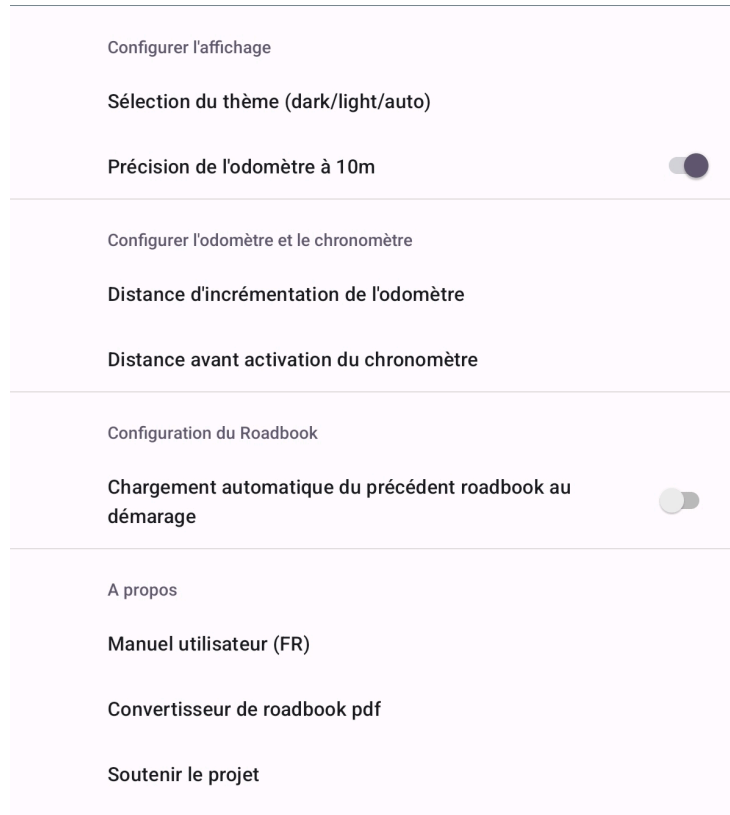 Configurer l'affichage
Sélection du thème (dark/light/auto)
Précision de l'odomètre à 10m
Configurer l'odomètre et le chronomètre
Distance d'incrémentation de l'odomètre
Distance avant activation du chronomètre
Configuration du Roadbook
Chargement automatique du précédent roadbook au
démarage
A propos
Manuel utilisateur (FR)
Convertisseur de roadbook pdf
Soutenir le projet